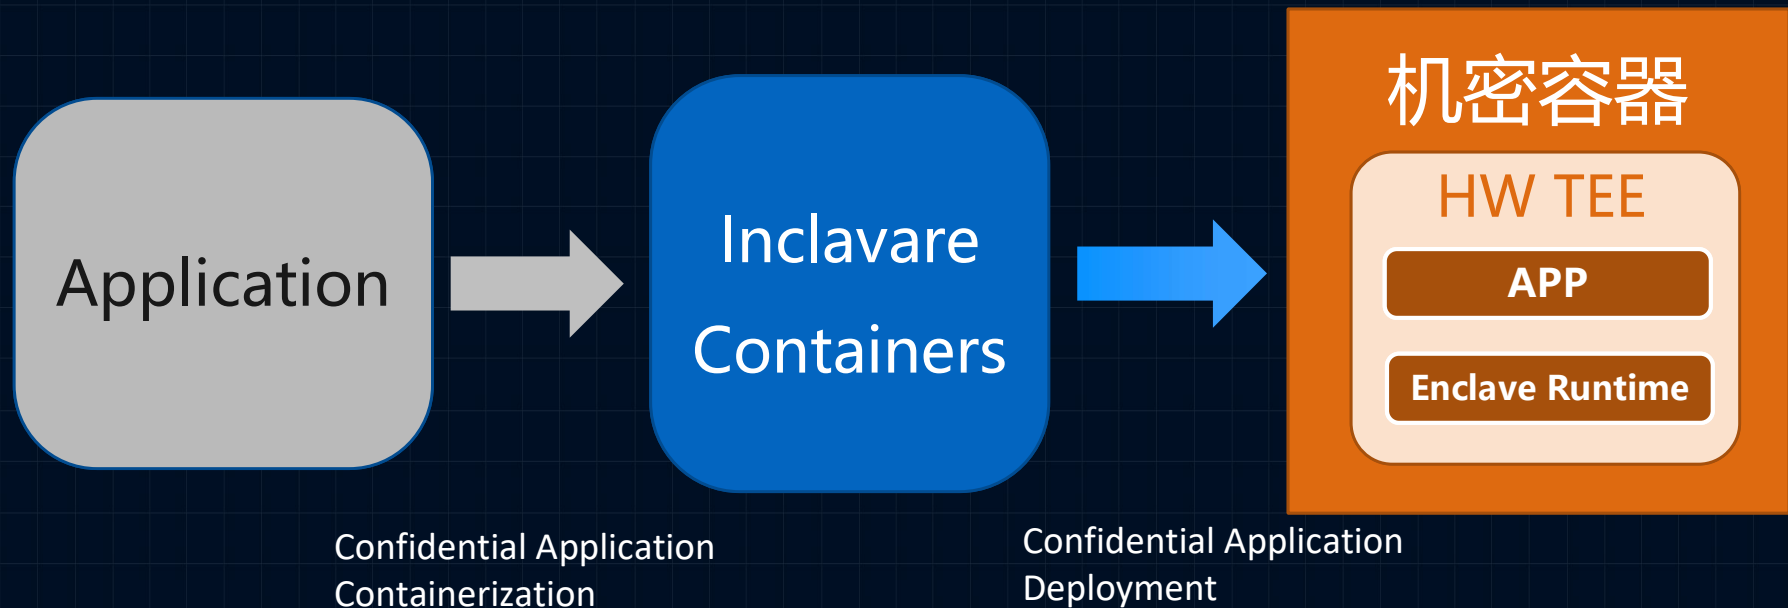 Application
Inclavare
Containers
机密容器
HW TEE
APP
Enclave Runtime
Confidential Application
Containerization
Confidential Application
Deployment